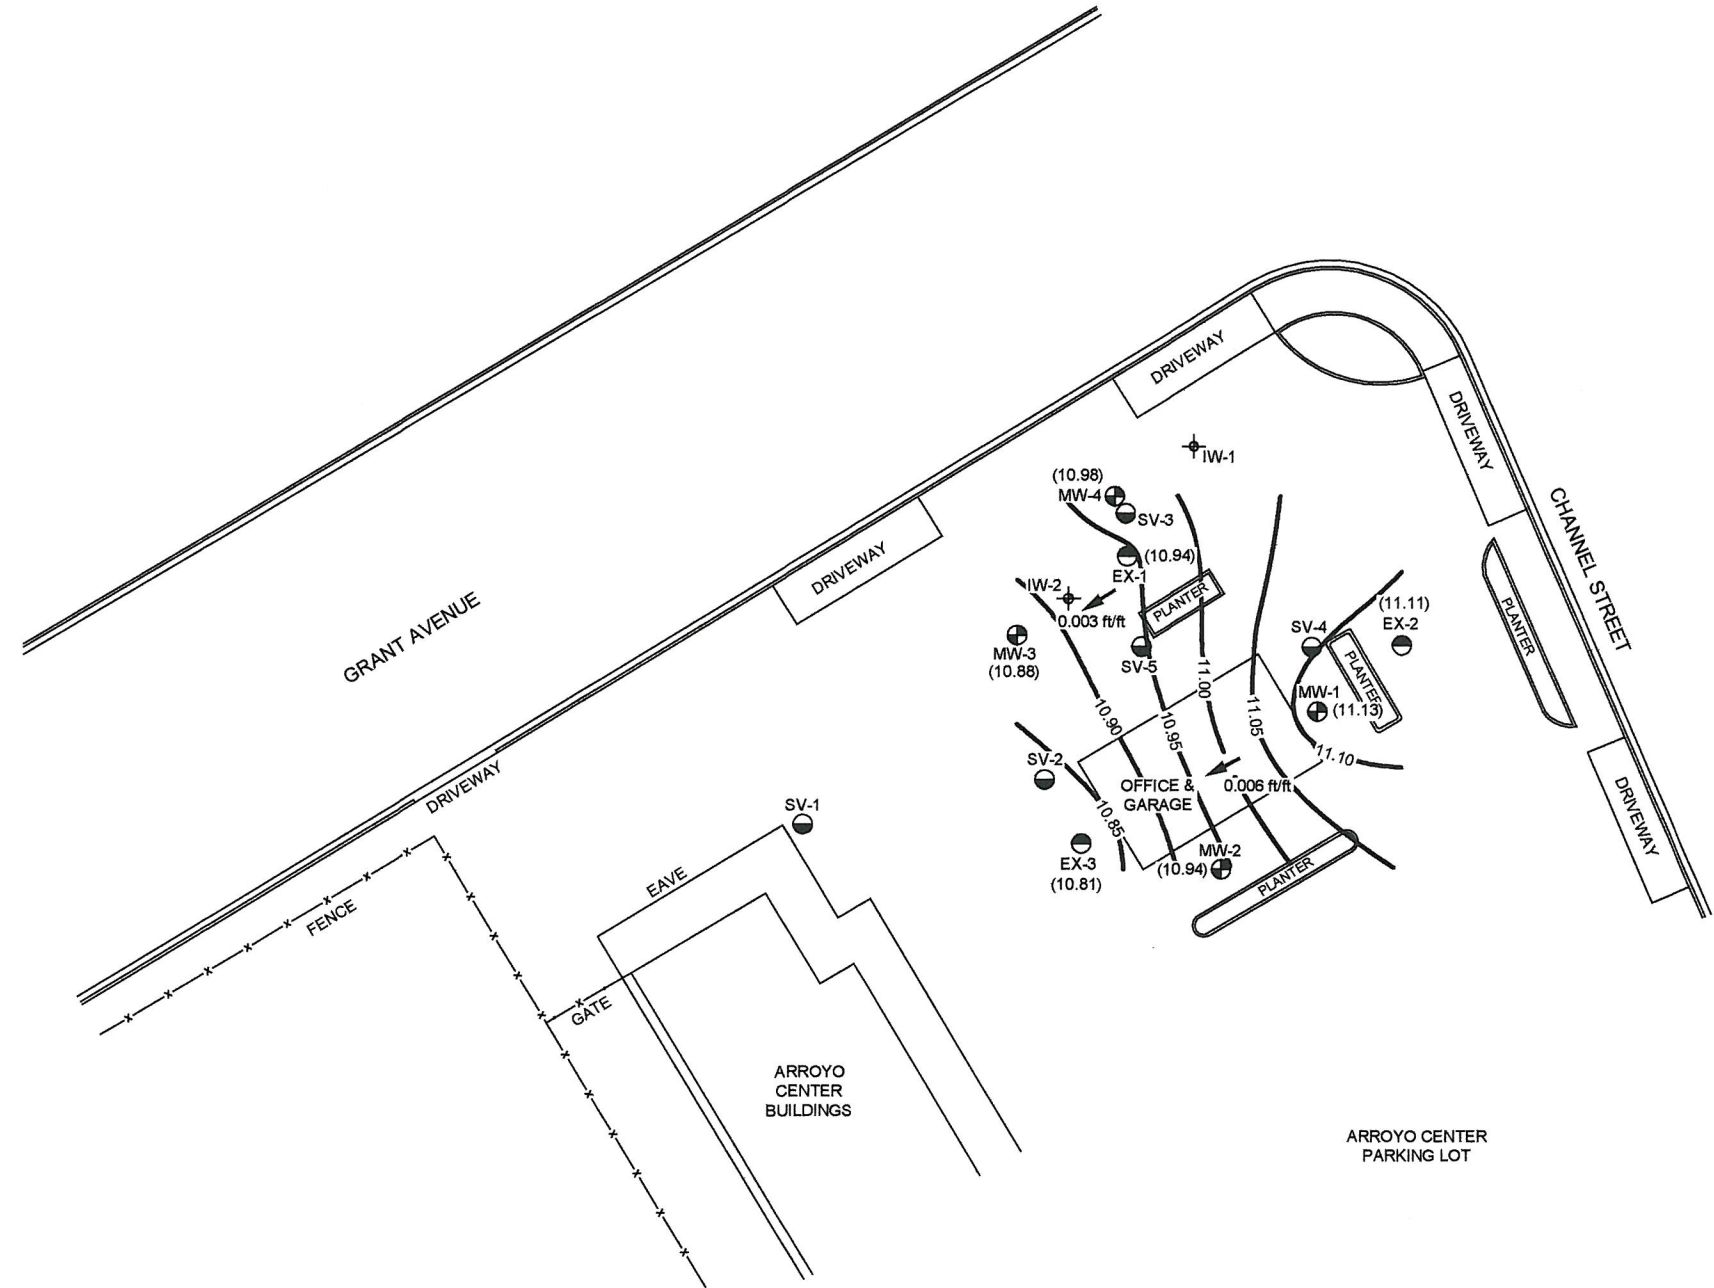 DRIVEWAY
DRIVEWAY
IW-1
(10.98)
MW-4
SV-3
(10.94)
EX-1
DRIVEWAY
CHANNEL STREET
IW-2
0.003 ft/ft
PLANTER
GRANT AVENUE
MW-3
(10.88)
SV-5
SV-4
(11.11)
EX-2
PLANTER
PLANTER
MW-1
(11.13)
11.00
10.90
10.95
11.05
11.10
SV-2
OFFICE &
GARAGE
0.006 ft/ft
DRIVEWAY
SV-1
10.85
DRIVEWAY
EX-3
(10.81)
MW-2
(10.94)
PLANTER
EAVE
FENCE
GATE
ARROYO
CENTER
BUILDINGS
ARROYO CENTER
PARKING LOT